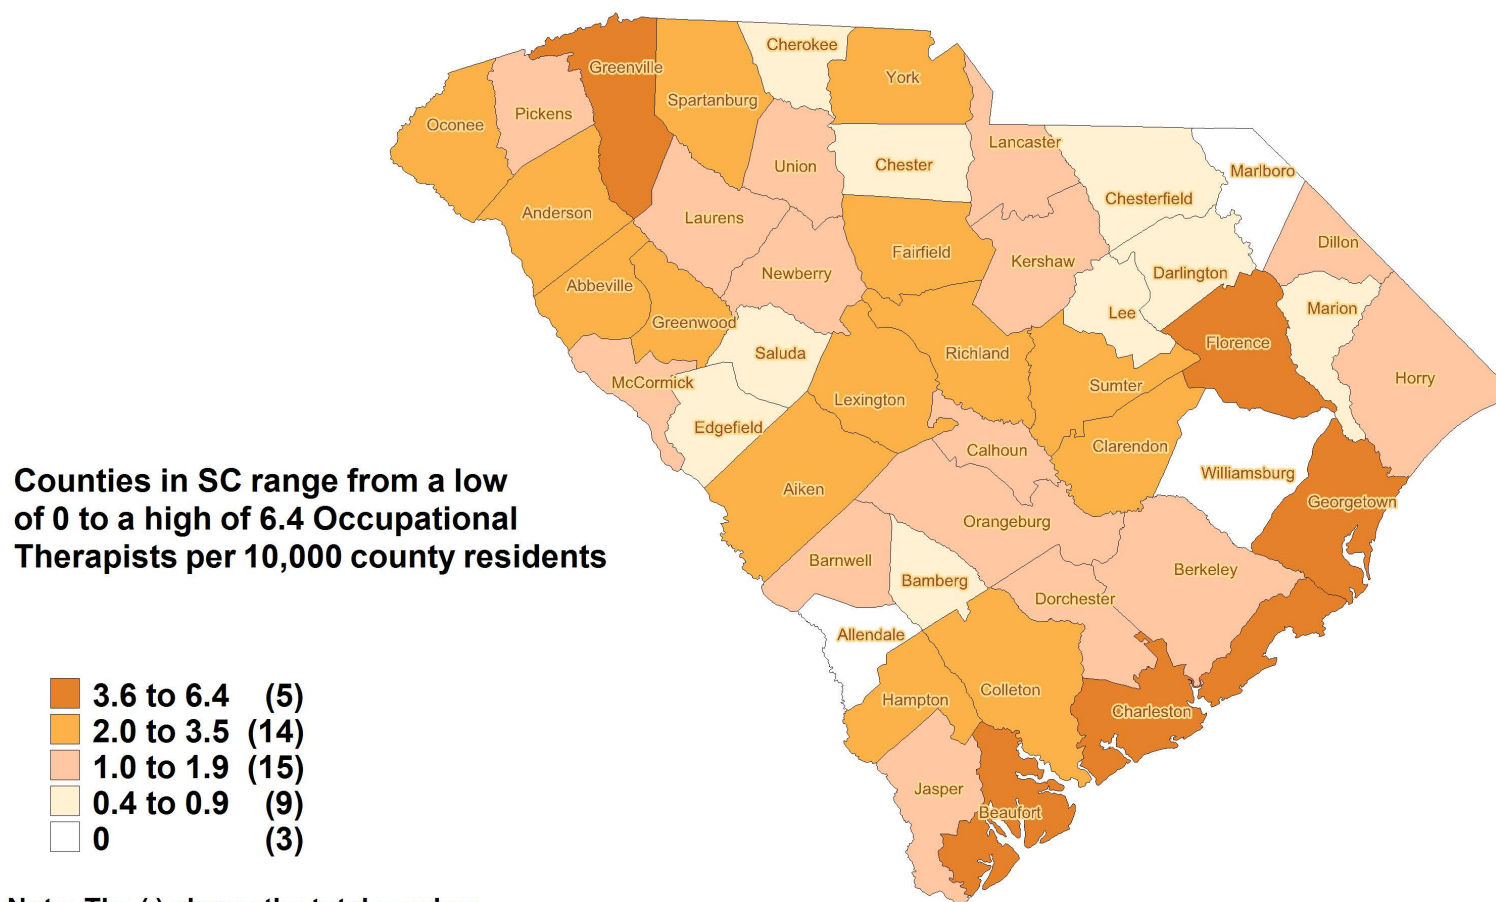 Cherokee
Greenville
York
Spartanburg
Pickens
Oconee
Lancaster
Union
Chester
Marlboro
Chesterfield
Anderson
Laurens
Dillon
Fairfield
Kershaw
Newberry
Darlington
Abbeville
Marion
Lee
Greenwood
Florence
Saluda
Richland
McCormick
Sumter
Horry
Lexington
Edgefield
Clarendon
Calhoun
Williamsburg
Aiken
Georgetown
Orangeburg
Barnwell
Berkeley
Bamberg
Dorchester
Allendale
Colleton
Hampton
Charleston
Jasper
Beaufort
Counties in SC range from a low
of 0 to a high of 6.4 Occupational
Therapists per 10,000 county residents
3.6 to 6.4 (5)
2.0 to 3.5 (14)
1.0 to 1.9 (15)
0.4 to 0.9 (9)
0 (3)